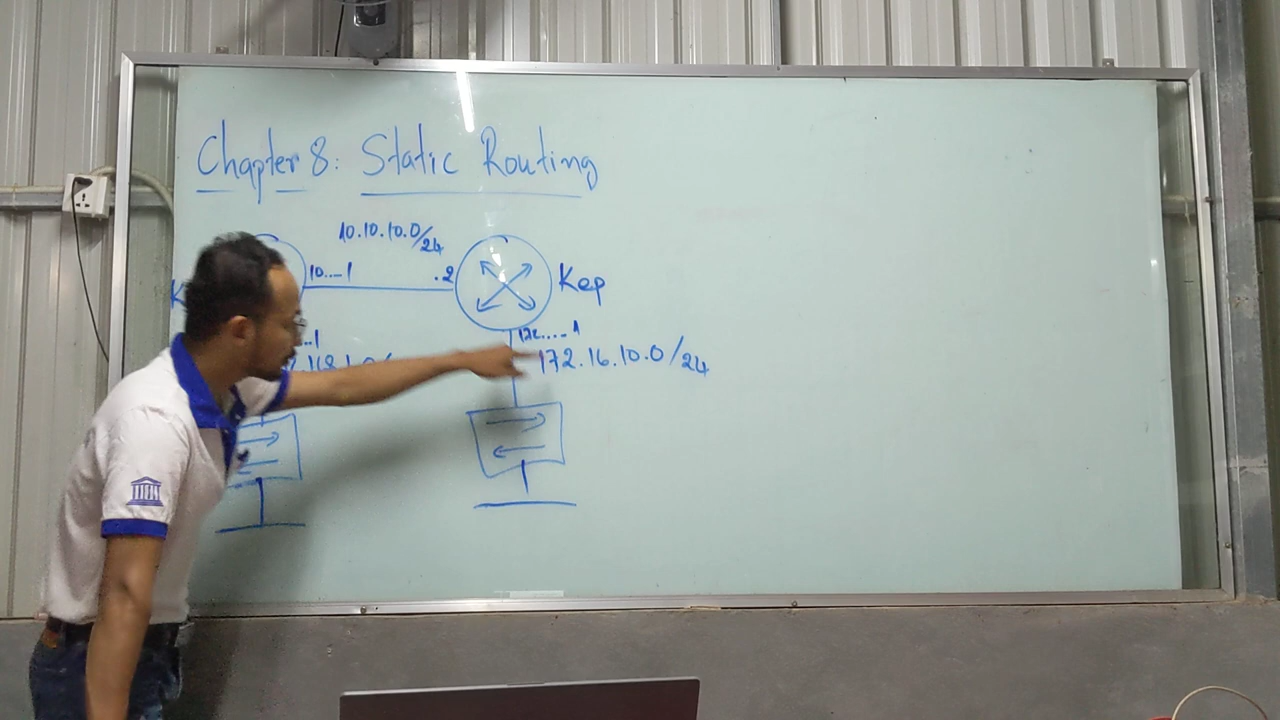 Chapter 8: Static Routing
10.10.10.0/24
10....1 .2
Kep
172.....1
172.16.10.0/24